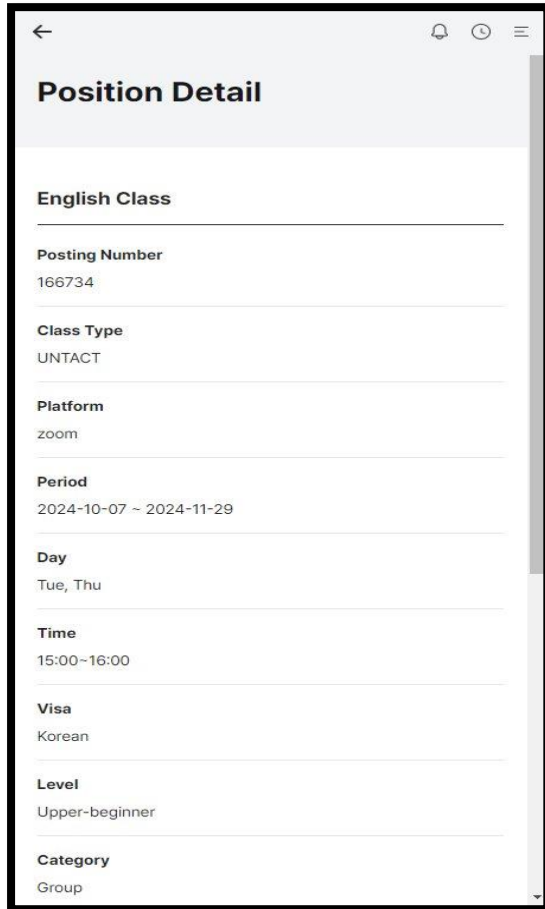 Position Detail
English Class
Posting Number
166734
Class Type
UNTACT
Platform
zoom
Period
2024-10-07 ~ 2024-11-29
Day
Tue, Thu
Time
15:00~16:00
Visa
Korean
Level
Upper-beginner
Category
Group